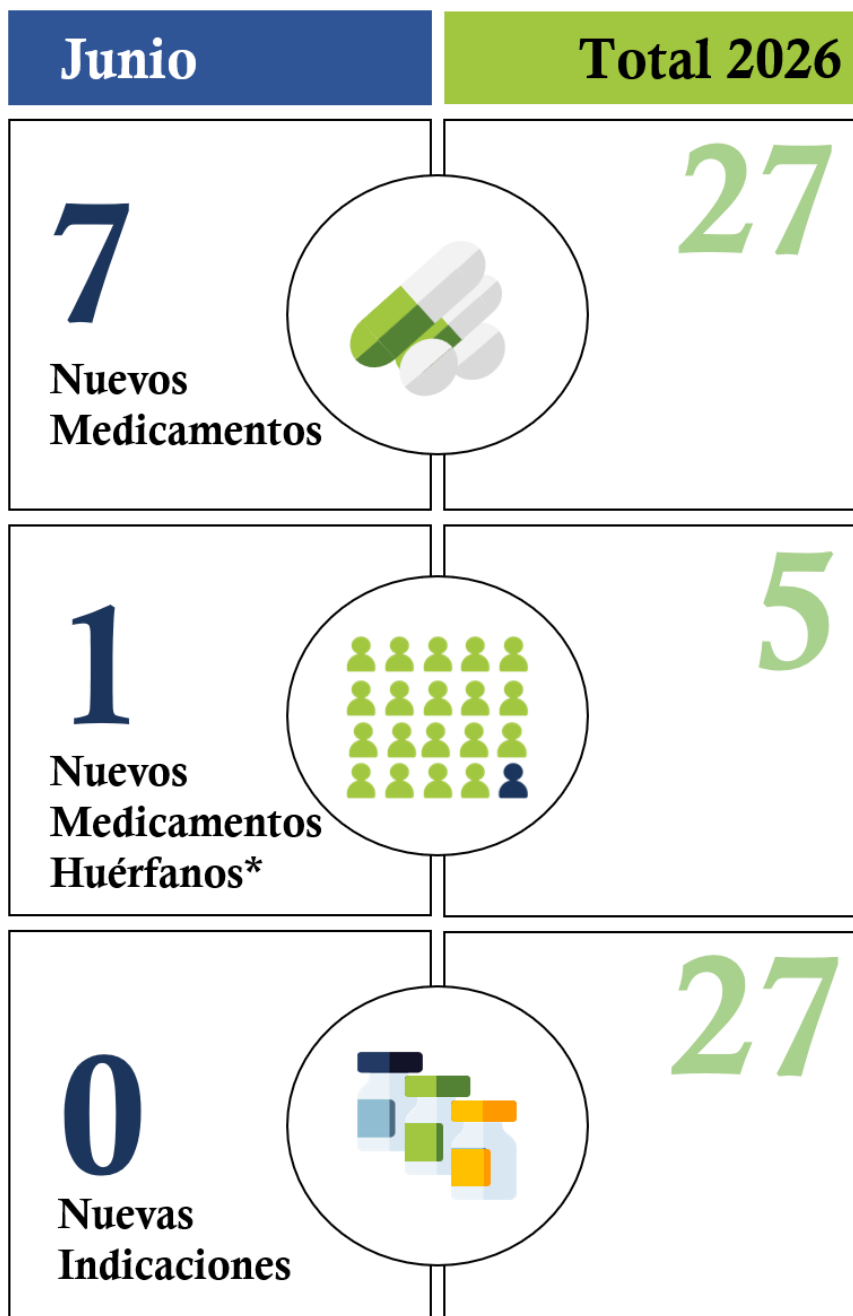 Junio
Total 2026
7
27
Nuevos
Medicamentos
1
5
Nuevos
Medicamentos
Huérfanos*
0
27
Nuevas
Indicaciones